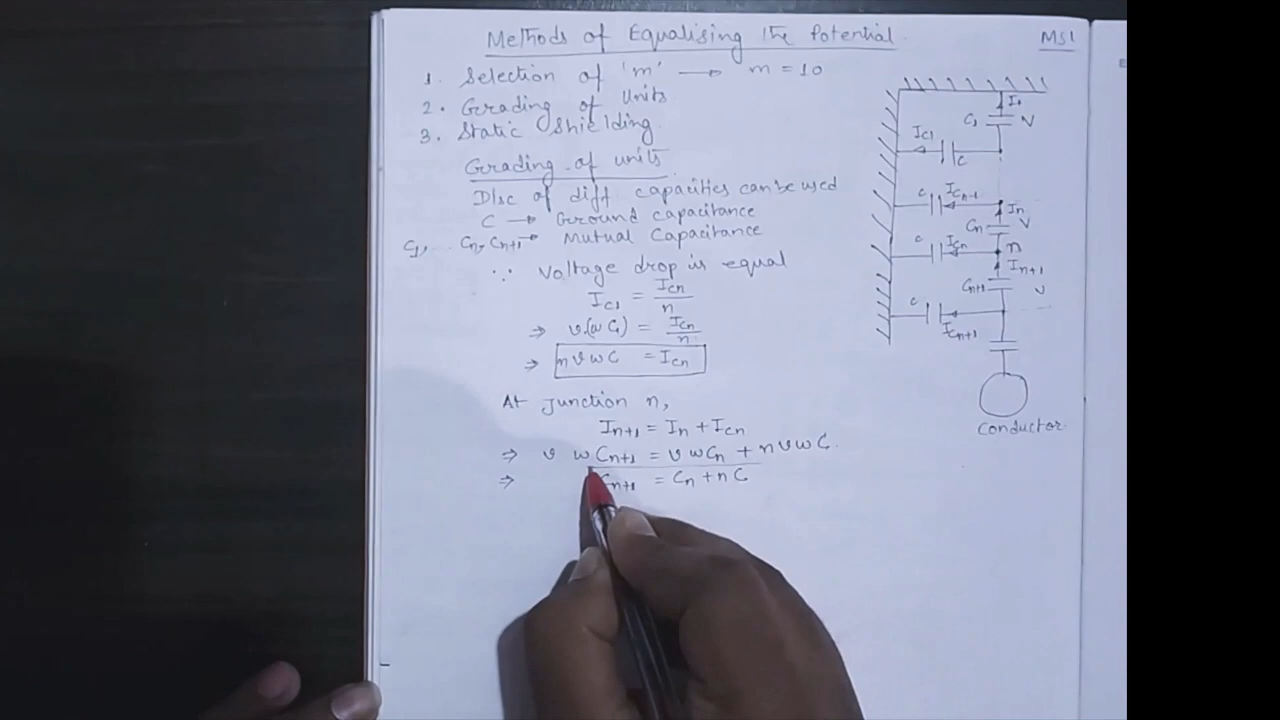 Methods of Equalising the Potential
MSL
1. Selection of 'm' → m = 10
2. Grading of units
3. Static Shielding
Grading of units
Disc of diff capacities can be used
C → Ground capacitance
C1, ... Cn, Cn+1 → Mutual Capacitance
∵ Voltage drop is equal
IC1 = ICn/n
⇒ v(ωC) = ICn/n
⇒ nvωC = ICn
At Junction n,
In+1 = In + ICn
⇒ v ωCn+1 = vωCn + nvωC
⇒ Cn+1 = Cn + nC
I1
C1 V
IC1
C
C ICn-1
In
Cn V
C ICn n
In+1
Cn+1 V
C
ICn+1
Conductor